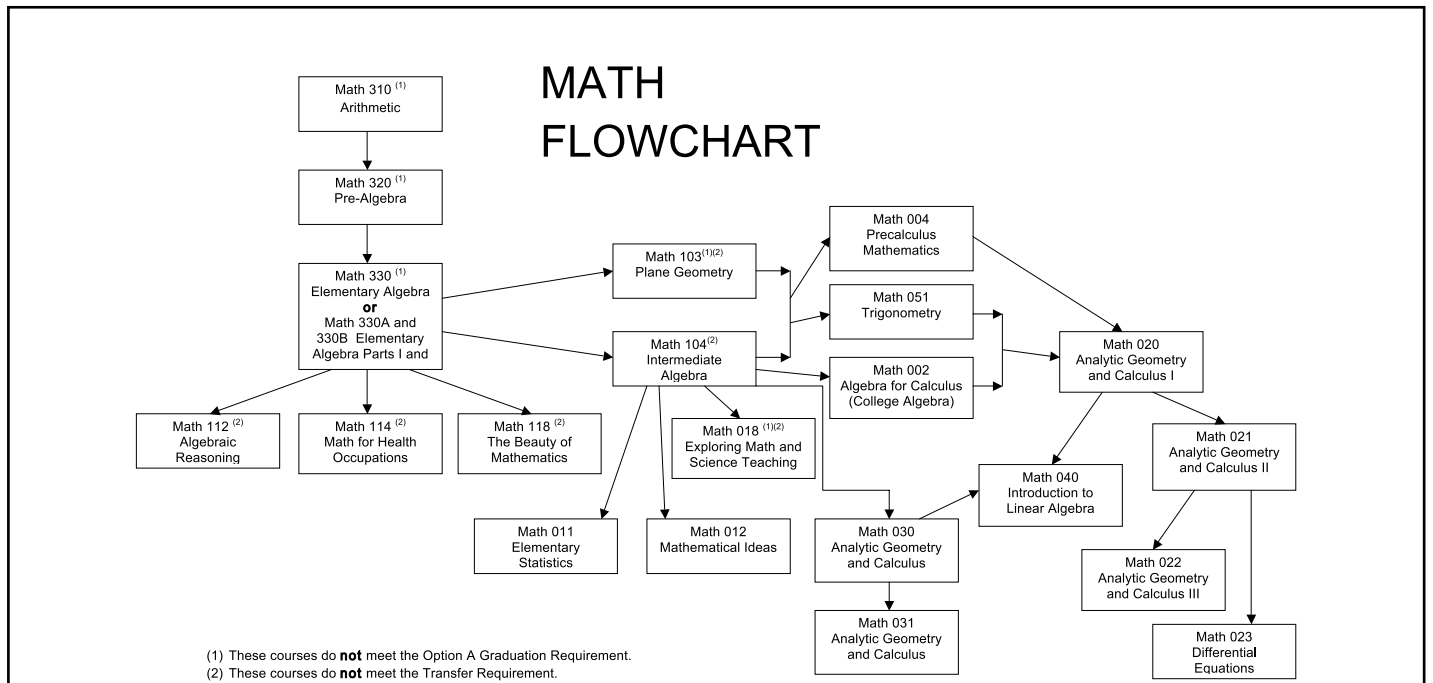 MATH
FLOWCHART
Math 310 (1)
Arithmetic
Math 320 (1)
Pre-Algebra
Math 330 (1)
Elementary Algebra
or
Math 330A and
330B Elementary
Algebra Parts I and
Math 103(1)(2)
Plane Geometry
Math 104(2)
Intermediate
Algebra
Math 004
Precalculus
Mathematics
Math 051
Trigonometry
Math 002
Algebra for Calculus
(College Algebra)
Math 020
Analytic Geometry
and Calculus I
Math 112 (2)
Algebraic
Reasoning
Math 114 (2)
Math for Health
Occupations
Math 118 (2)
The Beauty of
Mathematics
Math 018 (1)(2)
Exploring Math and
Science Teaching
Math 021
Analytic Geometry
and Calculus II
Math 040
Introduction to
Linear Algebra
Math 011
Elementary
Statistics
Math 012
Mathematical Ideas
Math 030
Analytic Geometry
and Calculus
Math 022
Analytic Geometry
and Calculus III
Math 031
Analytic Geometry
and Calculus
Math 023
Differential
Equations
(1) These courses do not meet the Option A Graduation Requirement.
(2) These courses do not meet the Transfer Requirement.